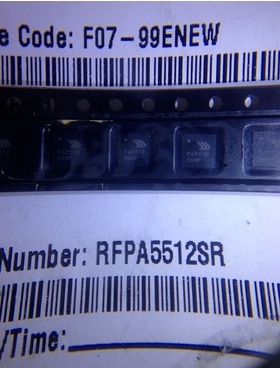 e Code: F07-99ENEW
Number: RFPA5512SR
/Time: